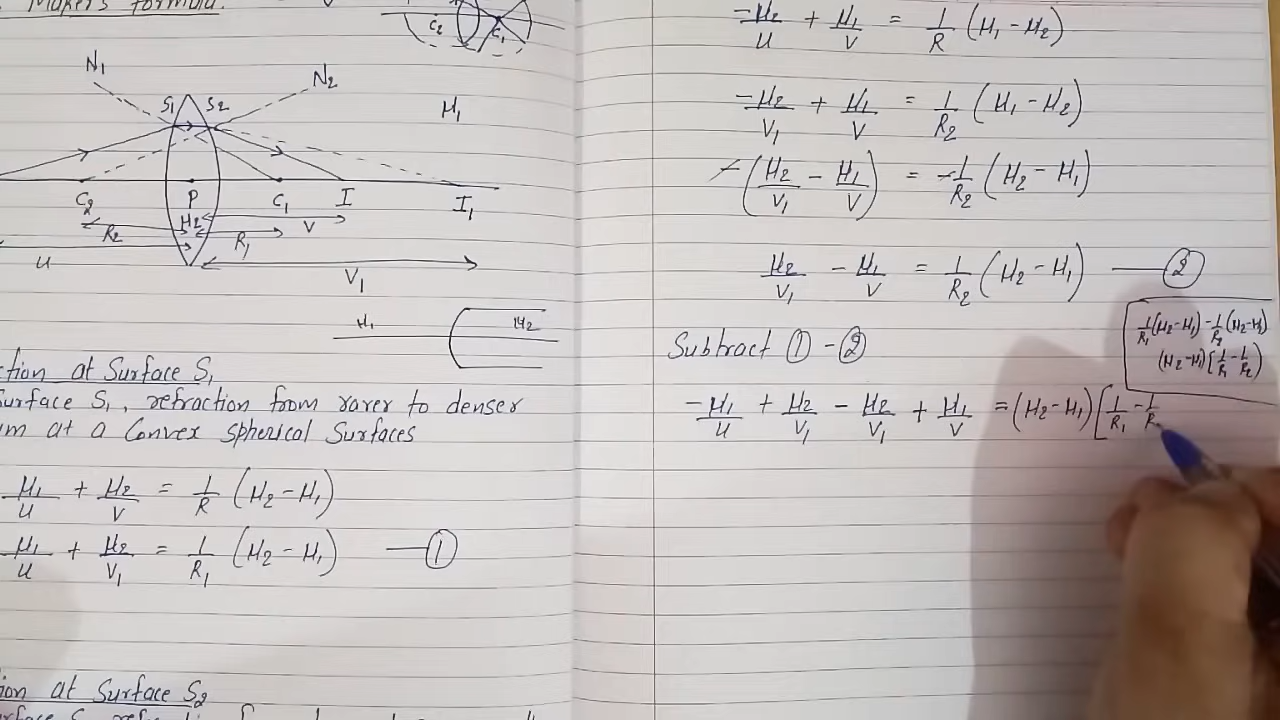 Maker's formula.
C2 C1
N1 N2
S1 S2
μ1
C2 P C1 I I1
μ2
R2 R1 V
u
V1
μ1 μ2
ction at Surface S1
Surface S1, refraction from rarer to denser
um at a Convex Spherical Surfaces
μ1/u + μ2/v = 1/R (μ2 - μ1)
μ1/u + μ2/v1 = 1/R1 (μ2 - μ1) — ①
ion at Surface S2
-μ2/u + μ1/v = 1/R (μ1 - μ2)
-μ2/v1 + μ1/v = 1/R2 (μ1 - μ2)
-(μ2/v1 - μ1/v) = -1/R2 (μ2 - μ1)
μ2/v1 - μ1/v = 1/R2 (μ2 - μ1) — ②
Subtract ① - ②
1/R1 (μ2-μ1) - 1/R2 (μ2-μ1)
(μ2-μ1) [1/R1 - 1/R2)
-μ1/u + μ2/v1 - μ2/v1 + μ1/v = (μ2-μ1) [1/R1 - 1/R